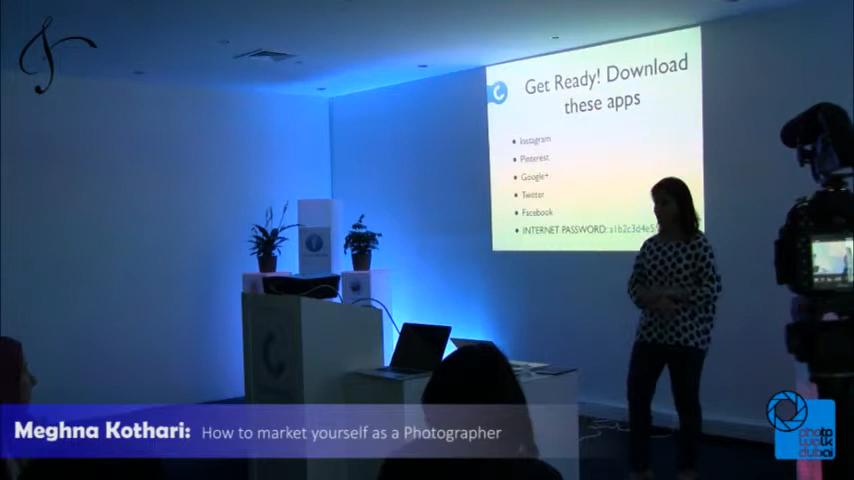 Get Ready! Download
these apps
Instagram
Pinterest
Google+
Twitter
Facebook
INTERNET PASSWORD:
Meghna Kothari: How to market yourself as a Photographer
photo
walk
dubai